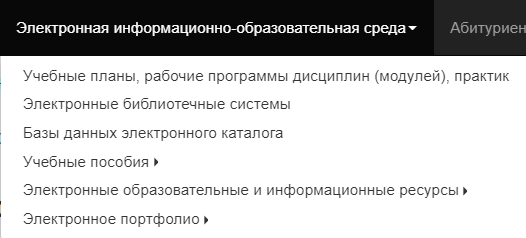 Электронная информационно-образовательная среда
Учебные планы, рабочие программы дисциплин (модулей), практик
Электронные библиотечные системы
Базы данных электронного каталога
Учебные пособия
Электронные образовательные и информационные ресурсы
Электронное портфолио